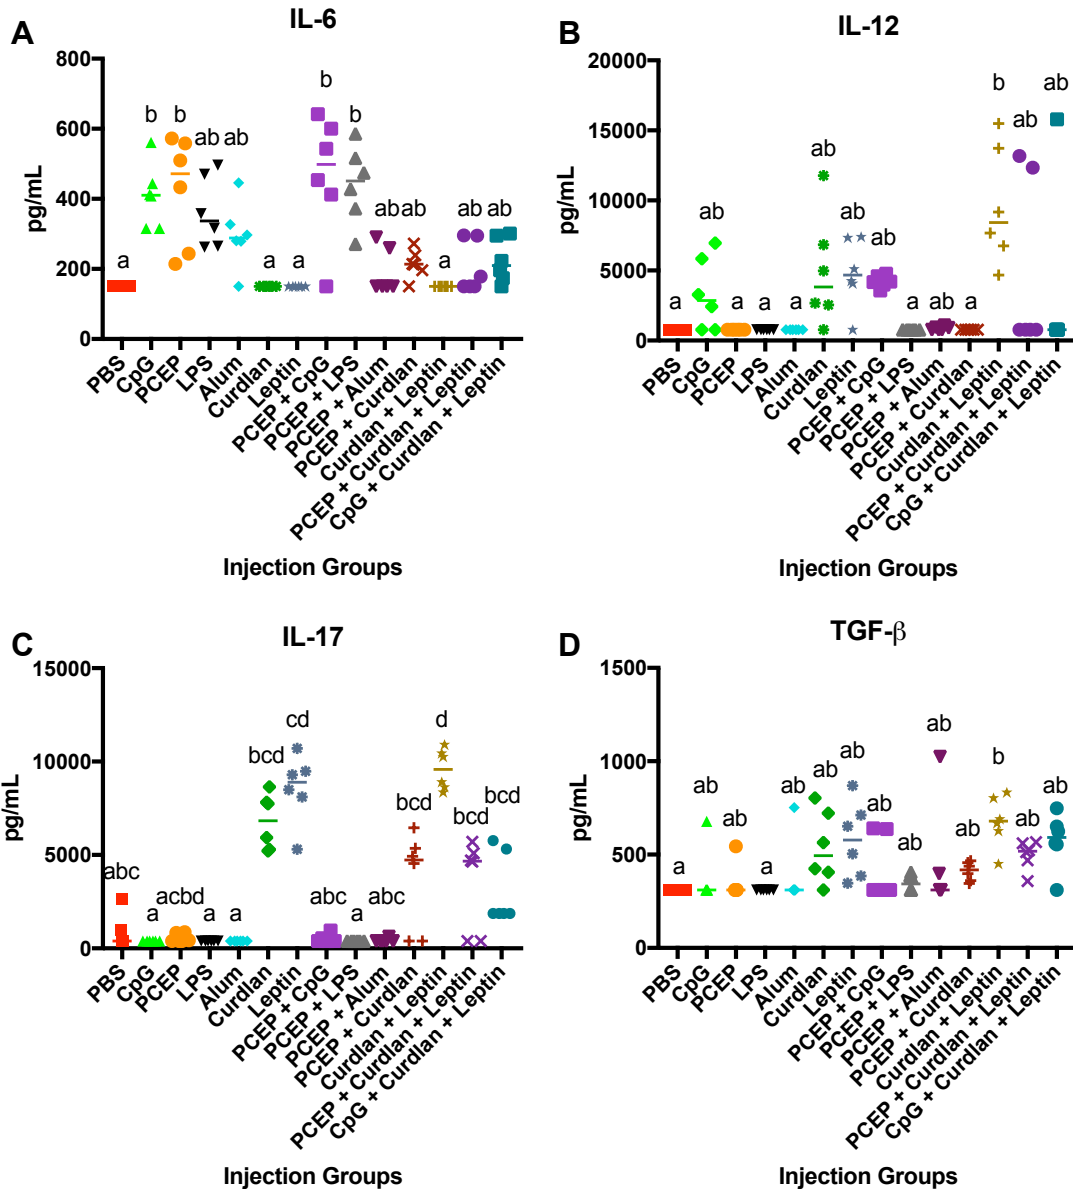 A
IL-6
800
600
400
200
0
pg/mL
a
b
b
ab
ab
a
a
b
b
ab
ab
a
ab
ab
PBS
CpG
PCEP
LPS
Alum
Curdlan
Leptin
PCEP + CpG
PCEP + LPS
PCEP + Alum
PCEP + Curdlan
Curdlan + Leptin
PCEP + Curdlan + Leptin
CpG + Curdlan + Leptin
Injection Groups
B
IL-12
20000
15000
10000
5000
0
pg/mL
a
ab
a
a
a
ab
ab
ab
a
ab
a
b
ab
ab
PBS
CpG
PCEP
LPS
Alum
Curdlan
Leptin
PCEP + CpG
PCEP + LPS
PCEP + Alum
PCEP + Curdlan
Curdlan + Leptin
PCEP + Curdlan + Leptin
CpG + Curdlan + Leptin
Injection Groups
C
IL-17
15000
10000
5000
0
pg/mL
abc
a
acbd
a
a
bcd
cd
abc
a
abc
bcd
d
bcd
bcd
PBS
CpG
PCEP
LPS
Alum
Curdlan
Leptin
PCEP + CpG
PCEP + LPS
PCEP + Alum
PCEP + Curdlan
Curdlan + Leptin
PCEP + Curdlan + Leptin
CpG + Curdlan + Leptin
Injection Groups
D
TGF-β
1500
1000
500
0
pg/mL
a
ab
ab
a
ab
ab
ab
ab
ab
ab
ab
b
ab
ab
PBS
CpG
PCEP
LPS
Alum
Curdlan
Leptin
PCEP + CpG
PCEP + LPS
PCEP + Alum
PCEP + Curdlan
Curdlan + Leptin
PCEP + Curdlan + Leptin
CpG + Curdlan + Leptin
Injection Groups